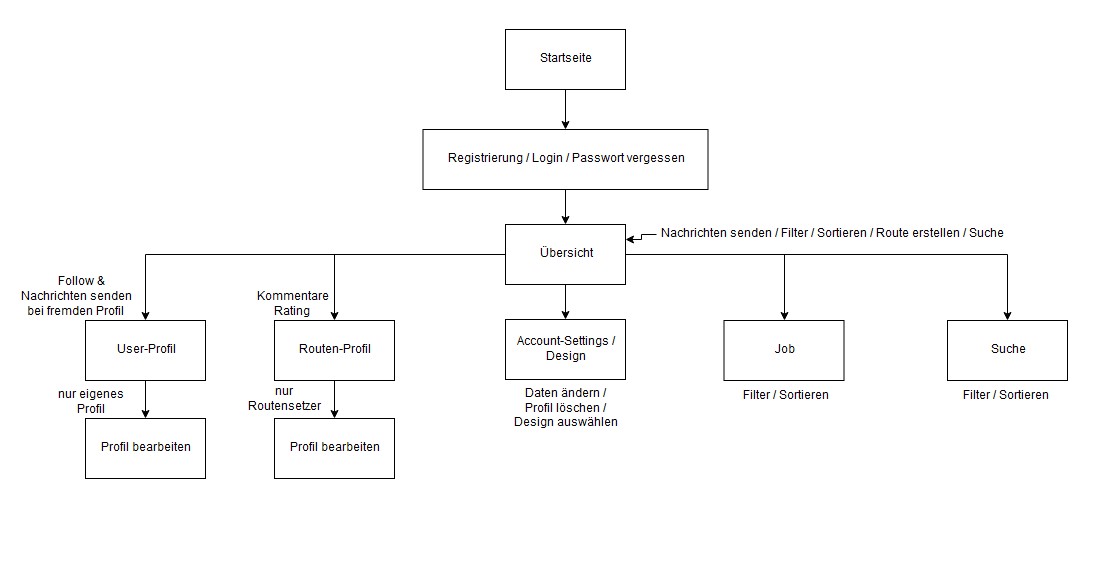 Startseite
Registrierung / Login / Passwort vergessen
Nachrichten senden / Filter / Sortieren / Route erstellen / Suche
Übersicht
Follow &
Nachrichten senden
bei fremden Profil
Kommentare
Rating
User-Profil
Routen-Profil
Account-Settings /
Design
Job
Suche
nur eigenes
Profil
nur
Routensetzer
Daten ändern /
Profil löschen /
Design auswählen
Filter / Sortieren
Filter / Sortieren
Profil bearbeiten
Profil bearbeiten